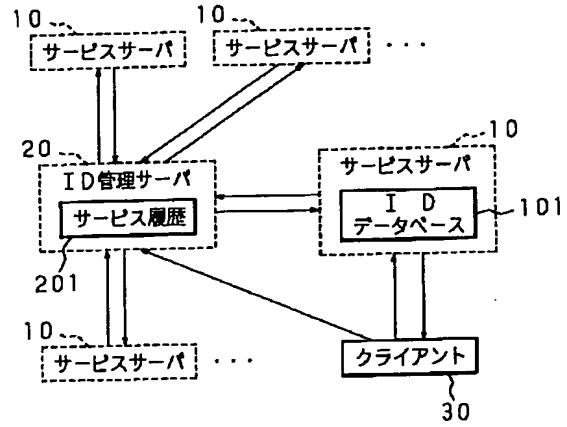 10
サービスサーバ
10
サービスサーバ
・・・
20
ID管理サーバ
サービス履歴
201
10
サービスサーバ
ID
データベース
101
10
サービスサーバ
・・・
クライアント
30